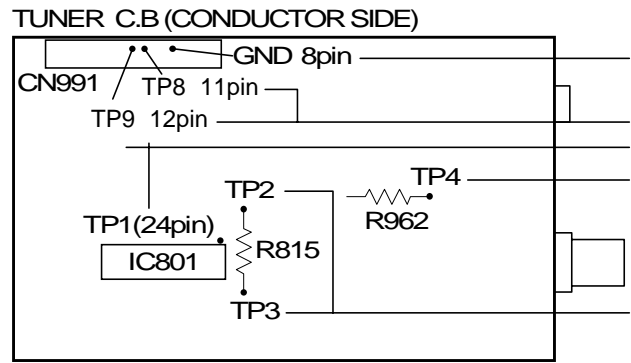 TUNER C.B (CONDUCTOR SIDE)
GND 8pin
CN991
TP8 11pin
TP9 12pin
TP2
TP4
R962
TP1(24pin)
R815
IC801
TP3